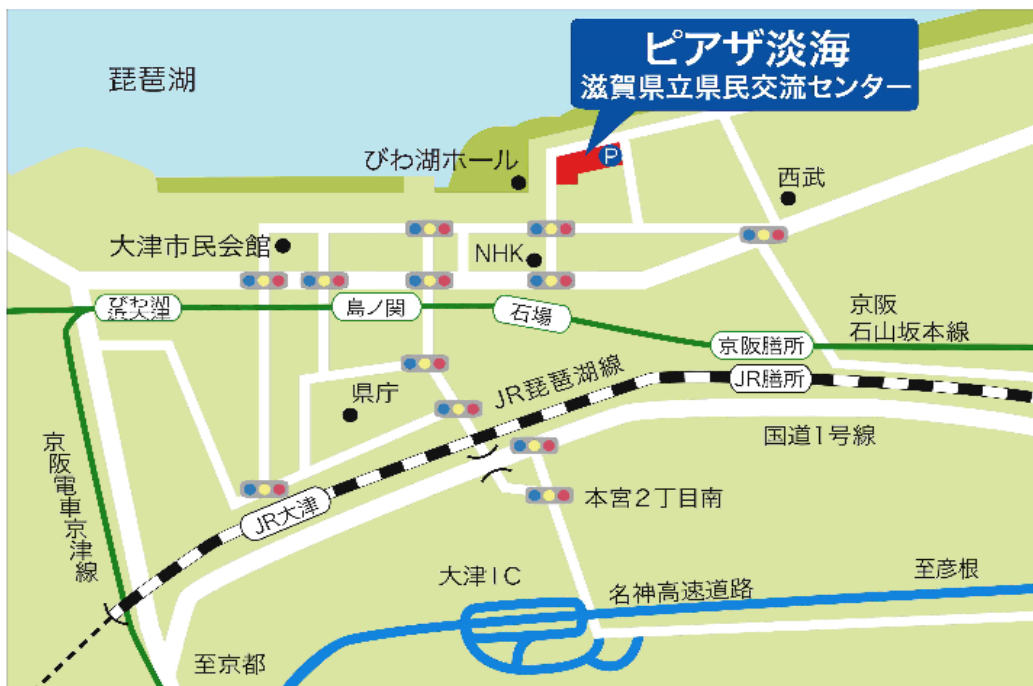 ピアザ淡海
滋賀県立県民交流センター
琵琶湖
びわ湖ホール
P
西武
大津市民会館
NHK
びわ湖
浜大津
島ノ関
石場
京阪
石山坂本線
京阪膳所
JR膳所
JR琵琶湖線
県庁
国道1号線
京阪電車京津線
JR大津
本宮2丁目南
大津IC
名神高速道路
至彦根
至京都